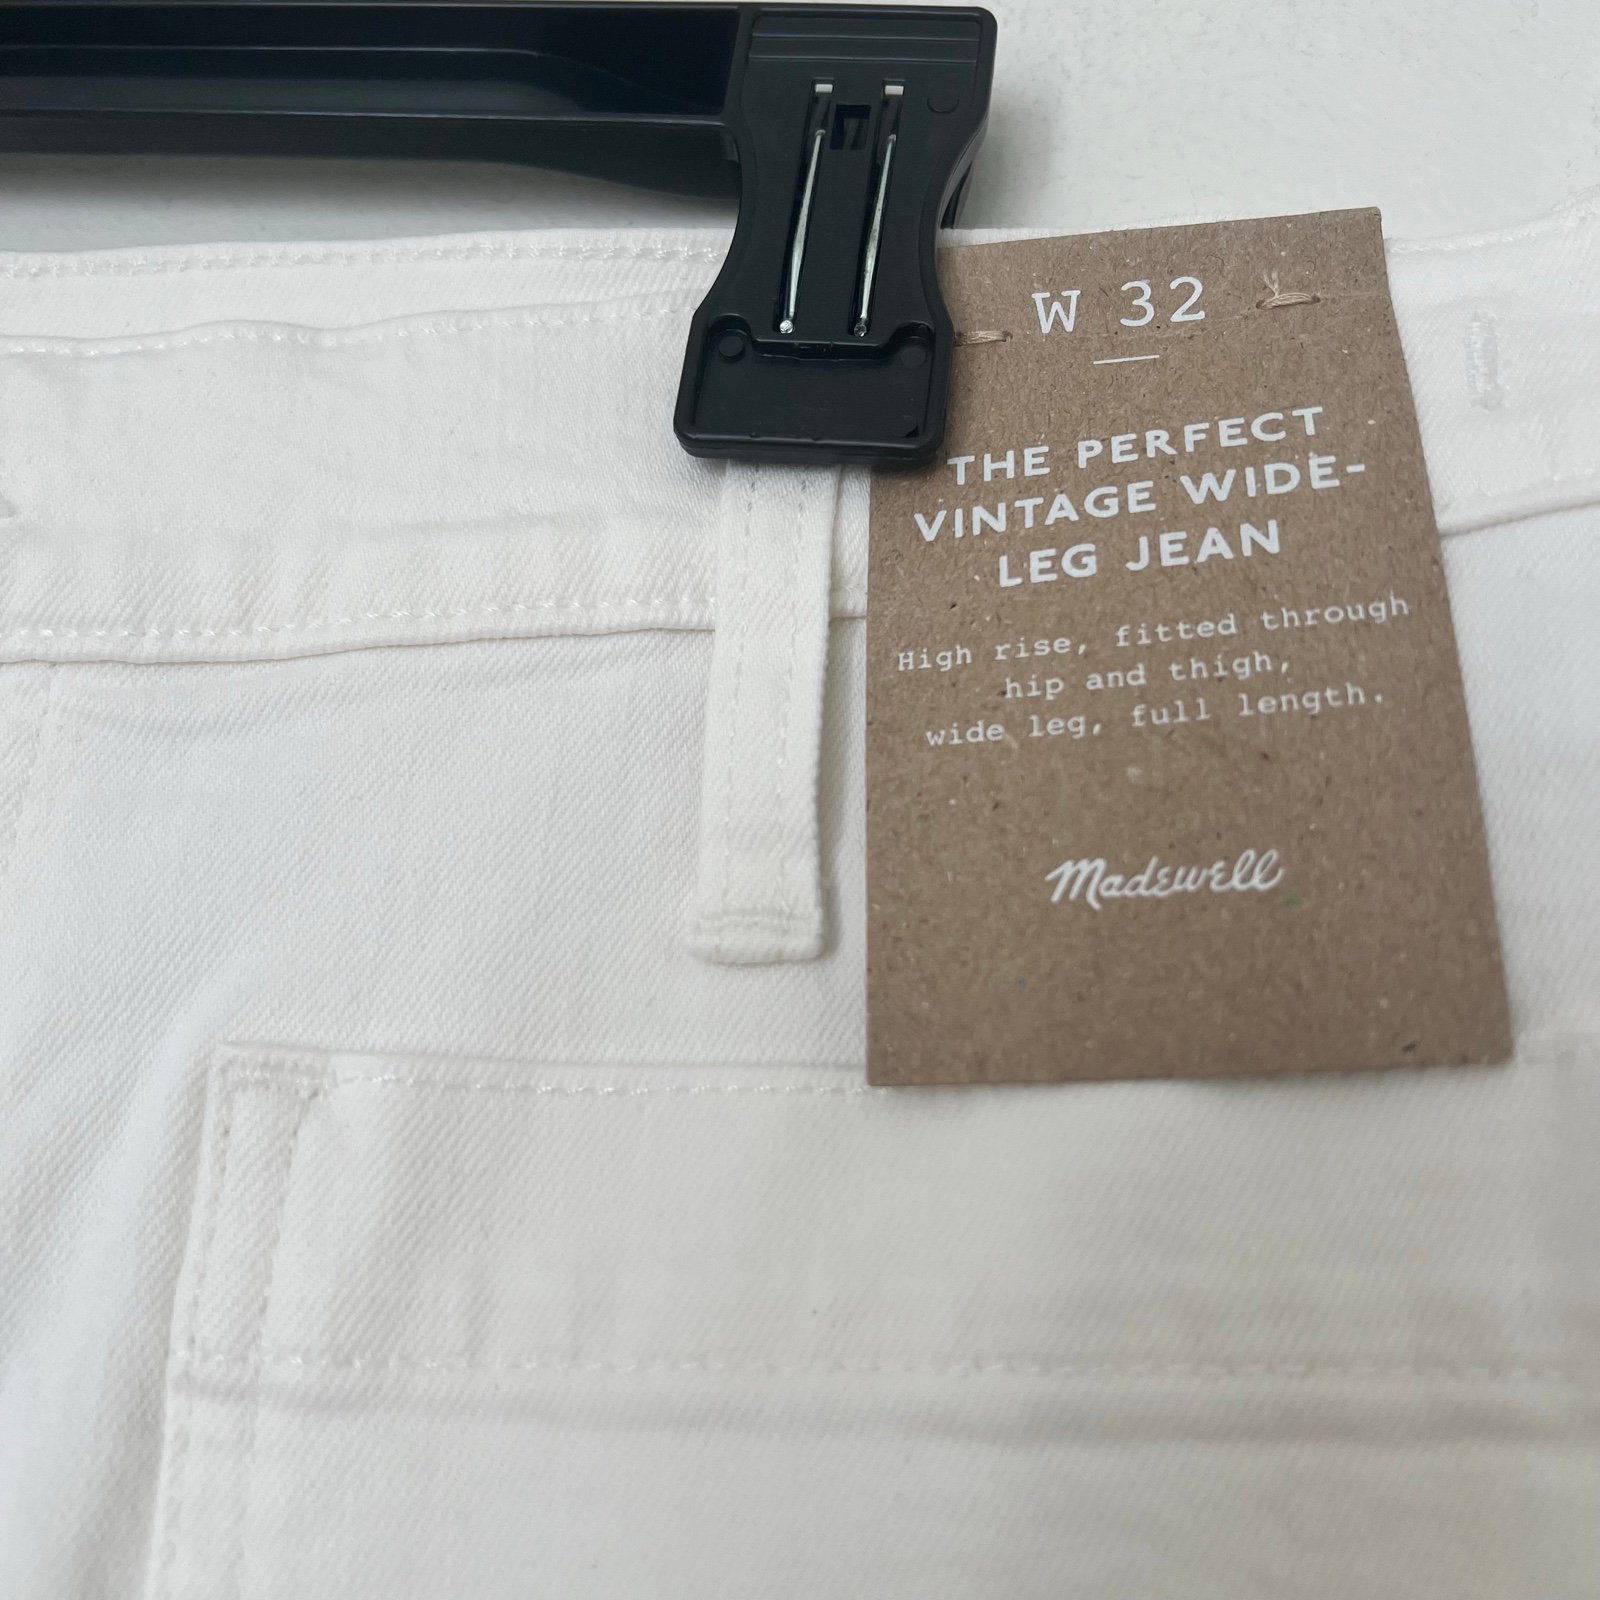 W 32
THE PERFECT
VINTAGE WIDE-
LEG JEAN
High rise, fitted through
hip and thigh,
wide leg, full length.
Madewell